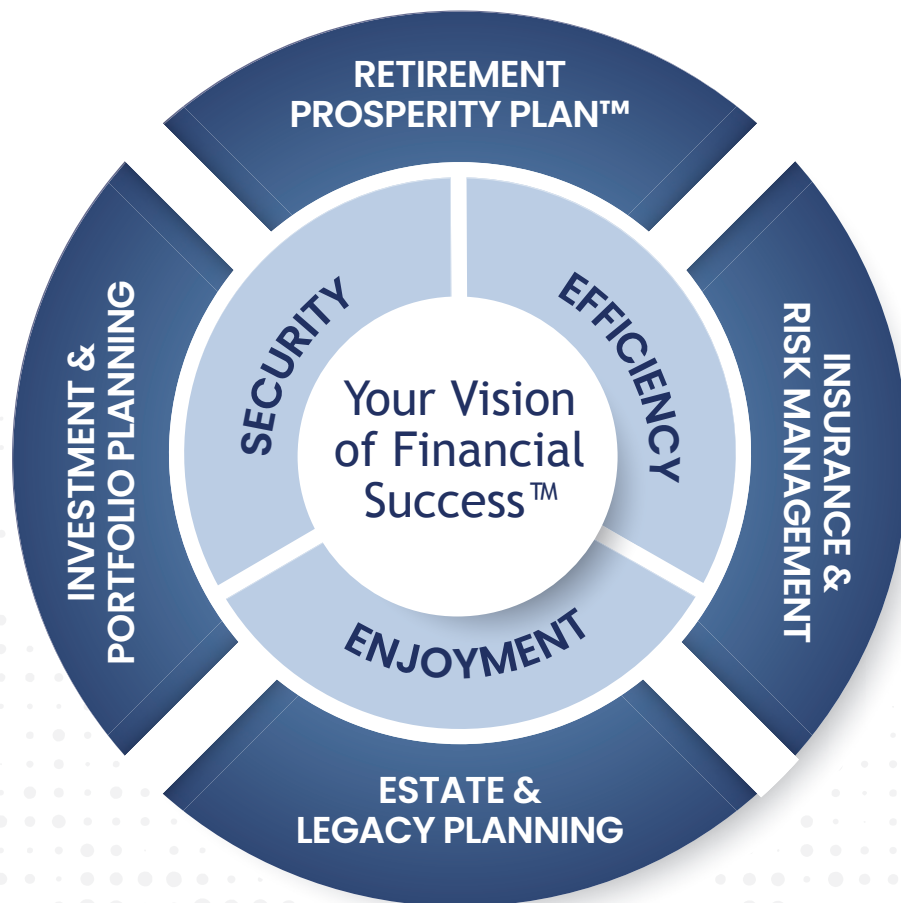 RETIREMENT
PROSPERITY PLAN™
SECURITY
EFFICIENCY
INVESTMENT &
PORTFOLIO PLANNING
Your Vision
of Financial
Success™
INSURANCE &
RISK MANAGEMENT
ENJOYMENT
ESTATE &
LEGACY PLANNING